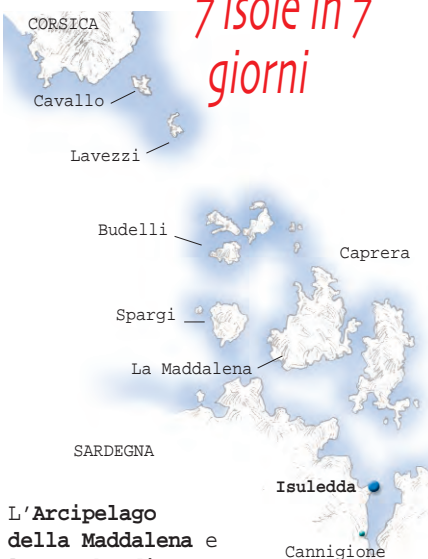 7 isole in 7
giorni
CORSICA
Cavallo
Lavezzi
Budelli
Caprera
Spargi
La Maddalena
SARDEGNA
Isuledda
L'Arcipelago
della Maddalena e
Cannigione